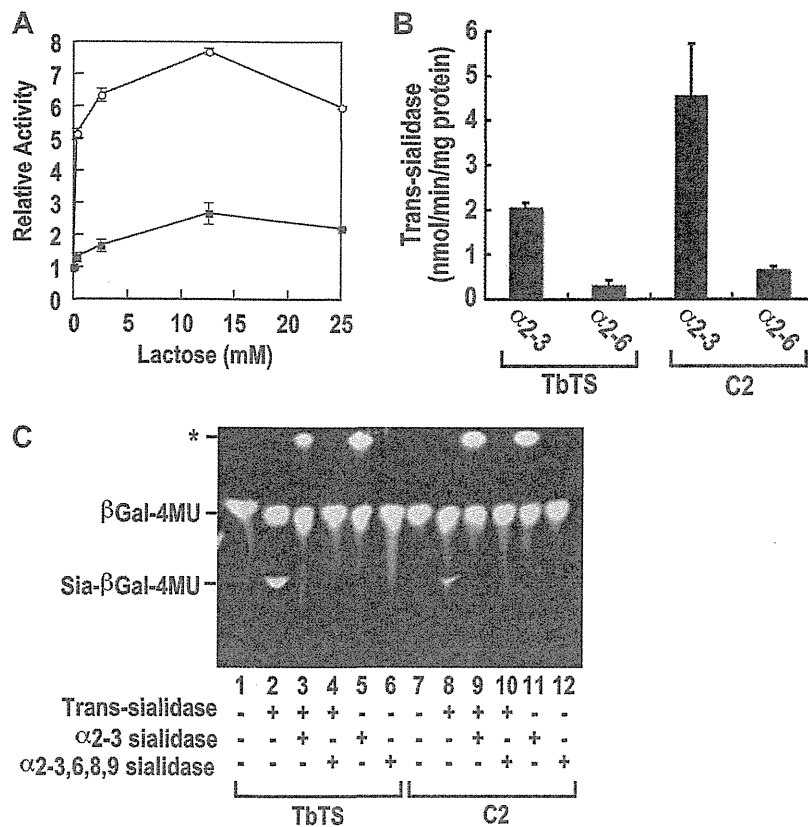 A
8
7
6
5
4
3
2
1
0
Relative Activity
0 5 10 15 20 25
Lactose (mM)
B
6
5
4
3
2
1
0
Trans-sialidase
(nmol/min/mg protein)
α2-3 α2-6 α2-3 α2-6
TbTS C2
C
*
βGal-4MU
Sia-βGal-4MU
1 2 3 4 5 6 7 8 9 10 11 12
Trans-sialidase - + + + - - - + + + - -
α2-3 sialidase - - + - + - - - + - + -
α2-3,6,8,9 sialidase - - - + - + - - - + - +
TbTS C2